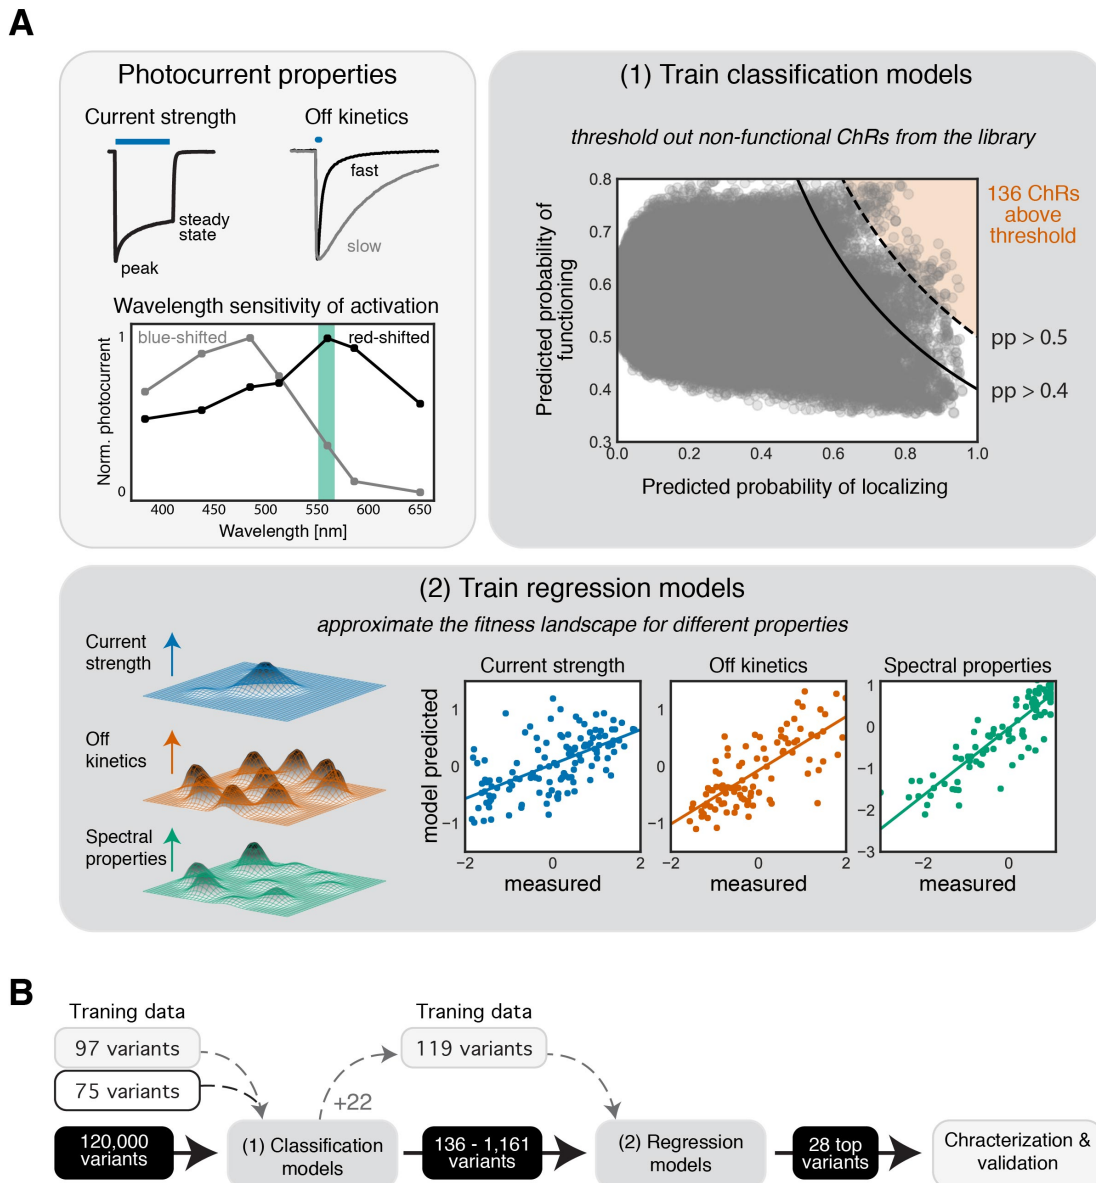 A
Photocurrent properties
Current strength
Off kinetics
fast
slow
steady
state
peak
Wavelength sensitivity of activation
blue-shifted
red-shifted
Norm. photocurrent
1
0
400 450 500 550 600 650
Wavelength [nm]
(1) Train classification models
threshold out non-functional ChRs from the library
Predicted probability of
functioning
0.8
0.7
0.6
0.5
0.4
0.3
0.0 0.2 0.4 0.6 0.8 1.0
Predicted probability of localizing
136 ChRs
above
threshold
pp > 0.5
pp > 0.4
(2) Train regression models
approximate the fitness landscape for different properties
Current
strength
Off
kinetics
Spectral
properties
Current strength
model predicted
1
0
−1
−2 0 2
measured
Off kinetics
1
0
−1
−2 0 2
measured
Spectral properties
1
0
−1
−2
−3
−2 0
measured
B
Traning data
97 variants
75 variants
120,000
variants
(1) Classification
models
+22
Traning data
119 variants
136 - 1,161
variants
(2) Regression
models
28 top
variants
Chracterization &
validation